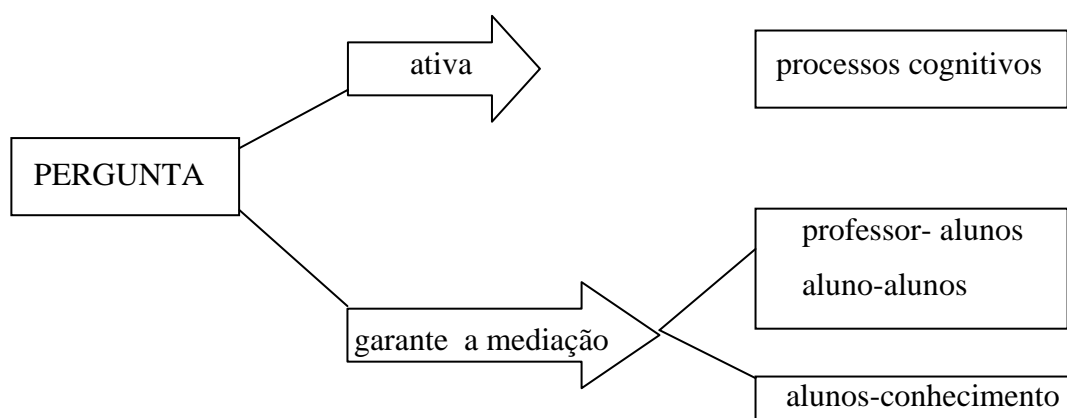 ativa
processos cognitivos
PERGUNTA
professor- alunos
aluno-alunos
garante a mediação
alunos-conhecimento